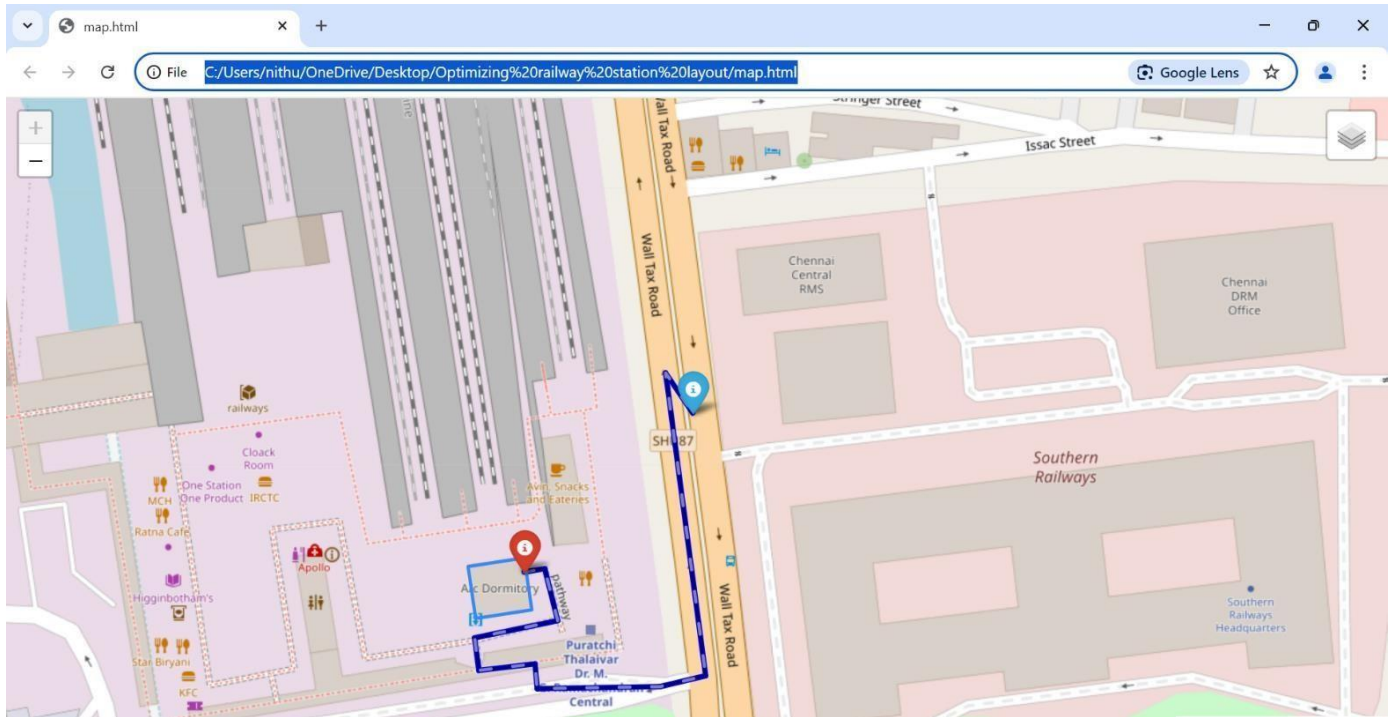 map.html
File
C:/Users/nithu/OneDrive/Desktop/Optimizing%20railway%20station%20layout/map.html
Google Lens
+
−
Stringer Street
Issac Street
Wall Tax Road
Wall Tax Road
Wall Tax Road
Chennai
Central
RMS
Chennai
DRM
Office
railways
Cloack
Room
One Station
One Product
IRCTC
MCH
Ratna Cafe
Higginbotham's
Star Biryani
KFC
Apollo
Avin, Snacks
and Eateries
A/c Dormitory
pathway
Puratchi
Thalaivar
Dr. M.
Central
87
Southern
Railways
Southern
Railways
Headquarters